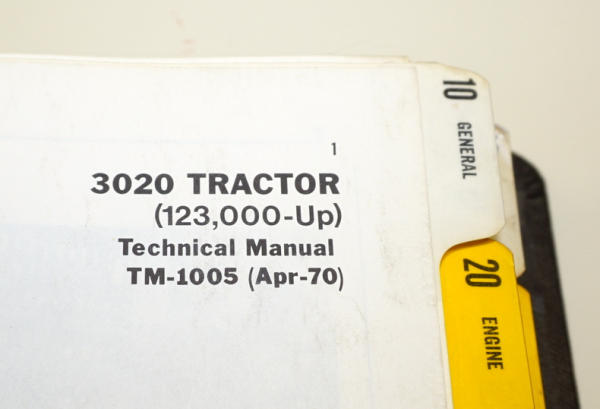 1
3020 TRACTOR
(123,000-Up)
Technical Manual
TM-1005 (Apr-70)
10
GENERAL
20
ENGINE